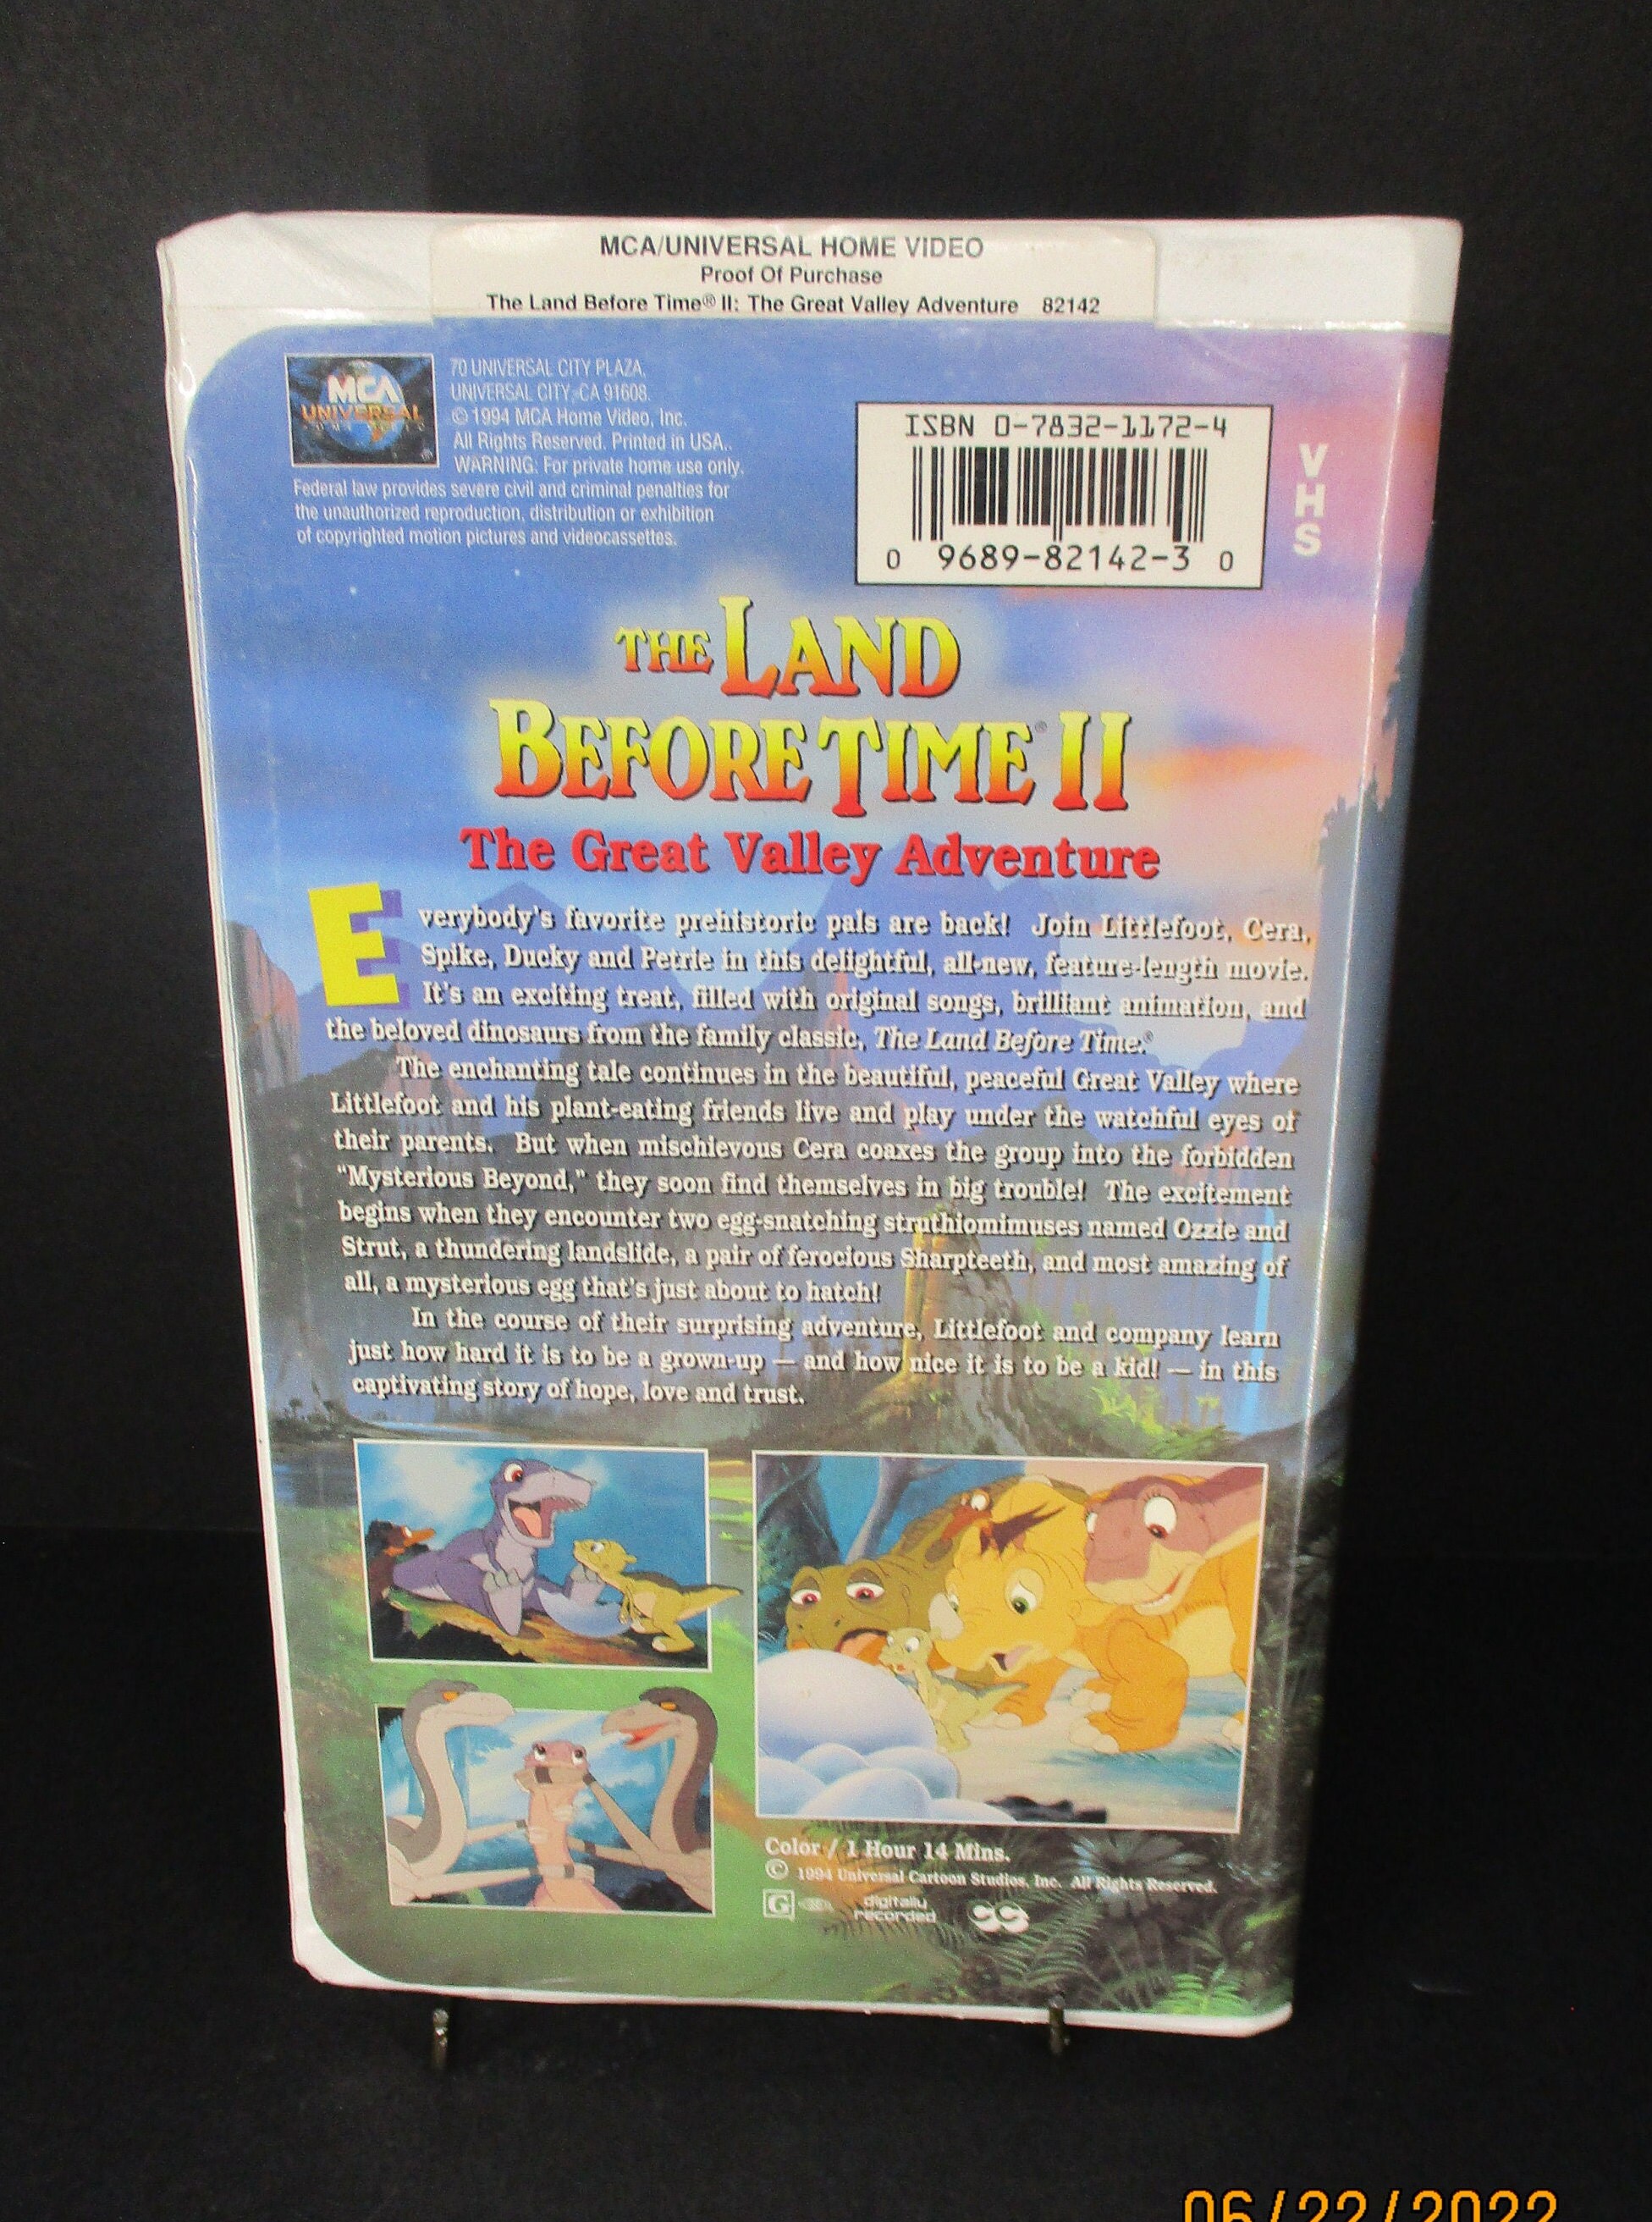 MCA/UNIVERSAL HOME VIDEO
Proof Of Purchase
The Land Before Time® II: The Great Valley Adventure 82142
MCA
UNIVERSAL
70 UNIVERSAL CITY PLAZA,
UNIVERSAL CITY, CA 91608.
© 1994 MCA Home Video, Inc.
All Rights Reserved. Printed in USA..
WARNING: For private home use only.
Federal law provides severe civil and criminal penalties for
the unauthorized reproduction, distribution or exhibition
of copyrighted motion pictures and videocassettes.
ISBN 0-7832-1172-4
0 9689-82142-3 0
VHS
THE LAND
BEFORE TIME® II
The Great Valley Adventure
Everybody's favorite prehistoric pals are back! Join Littlefoot, Cera,
Spike, Ducky and Petrie in this delightful, all-new, feature-length movie.
It's an exciting treat, filled with original songs, brilliant animation, and
the beloved dinosaurs from the family classic, The Land Before Time.®
The enchanting tale continues in the beautiful, peaceful Great Valley where
Littlefoot and his plant-eating friends live and play under the watchful eyes of
their parents. But when mischievous Cera coaxes the group into the forbidden
"Mysterious Beyond," they soon find themselves in big trouble! The excitement
begins when they encounter two egg-snatching struthiomimuses named Ozzie and
Strut, a thundering landslide, a pair of ferocious Sharpteeth, and most amazing of
all, a mysterious egg that's just about to hatch!
In the course of their surprising adventure, Littlefoot and company learn
just how hard it is to be a grown-up — and how nice it is to be a kid! — in this
captivating story of hope, love and trust.
Color / 1 Hour 14 Mins.
© 1994 Universal Cartoon Studios, Inc. All Rights Reserved.
G digitally recorded CC
06/22/2022